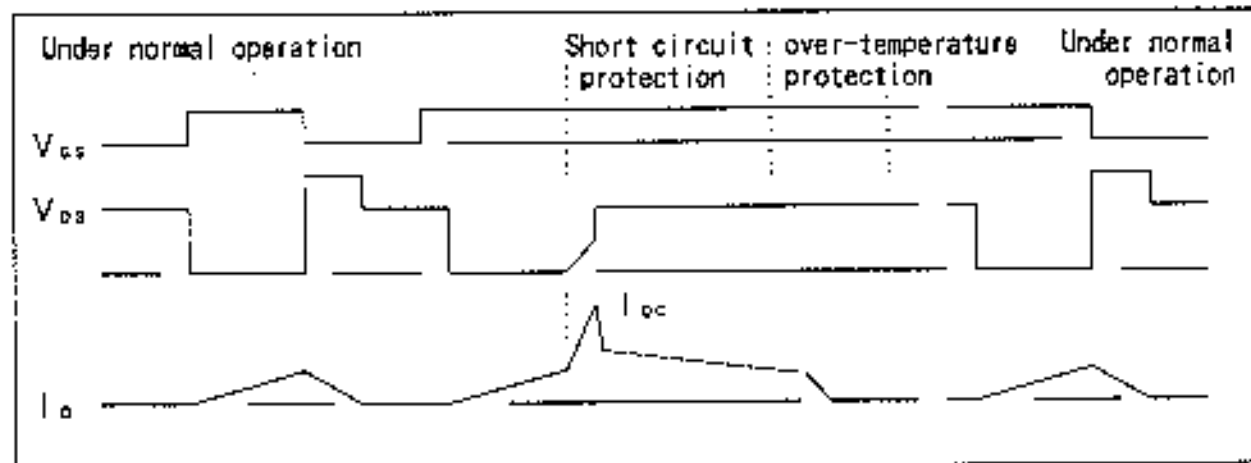 Under normal operation
Short circuit protection
over-temperature protection
Under normal operation
VGS
VDS
IOC
ID